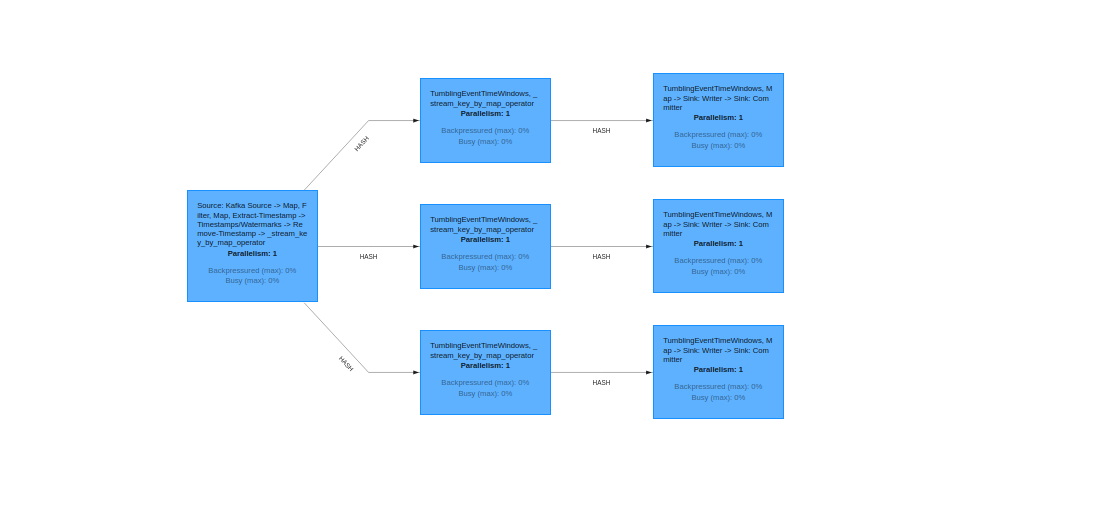 Source: Kafka Source -> Map, F
ilter, Map, Extract-Timestamp ->
Timestamps/Watermarks -> Re
move-Timestamp -> _stream_ke
y_by_map_operator
Parallelism: 1
Backpressured (max): 0%
Busy (max): 0%
HASH
HASH
HASH
TumblingEventTimeWindows, _
stream_key_by_map_operator
Parallelism: 1
Backpressured (max): 0%
Busy (max): 0%
HASH
TumblingEventTimeWindows, M
ap -> Sink: Writer -> Sink: Com
mitter
Parallelism: 1
Backpressured (max): 0%
Busy (max): 0%
TumblingEventTimeWindows, _
stream_key_by_map_operator
Parallelism: 1
Backpressured (max): 0%
Busy (max): 0%
HASH
TumblingEventTimeWindows, M
ap -> Sink: Writer -> Sink: Com
mitter
Parallelism: 1
Backpressured (max): 0%
Busy (max): 0%
TumblingEventTimeWindows, _
stream_key_by_map_operator
Parallelism: 1
Backpressured (max): 0%
Busy (max): 0%
HASH
TumblingEventTimeWindows, M
ap -> Sink: Writer -> Sink: Com
mitter
Parallelism: 1
Backpressured (max): 0%
Busy (max): 0%